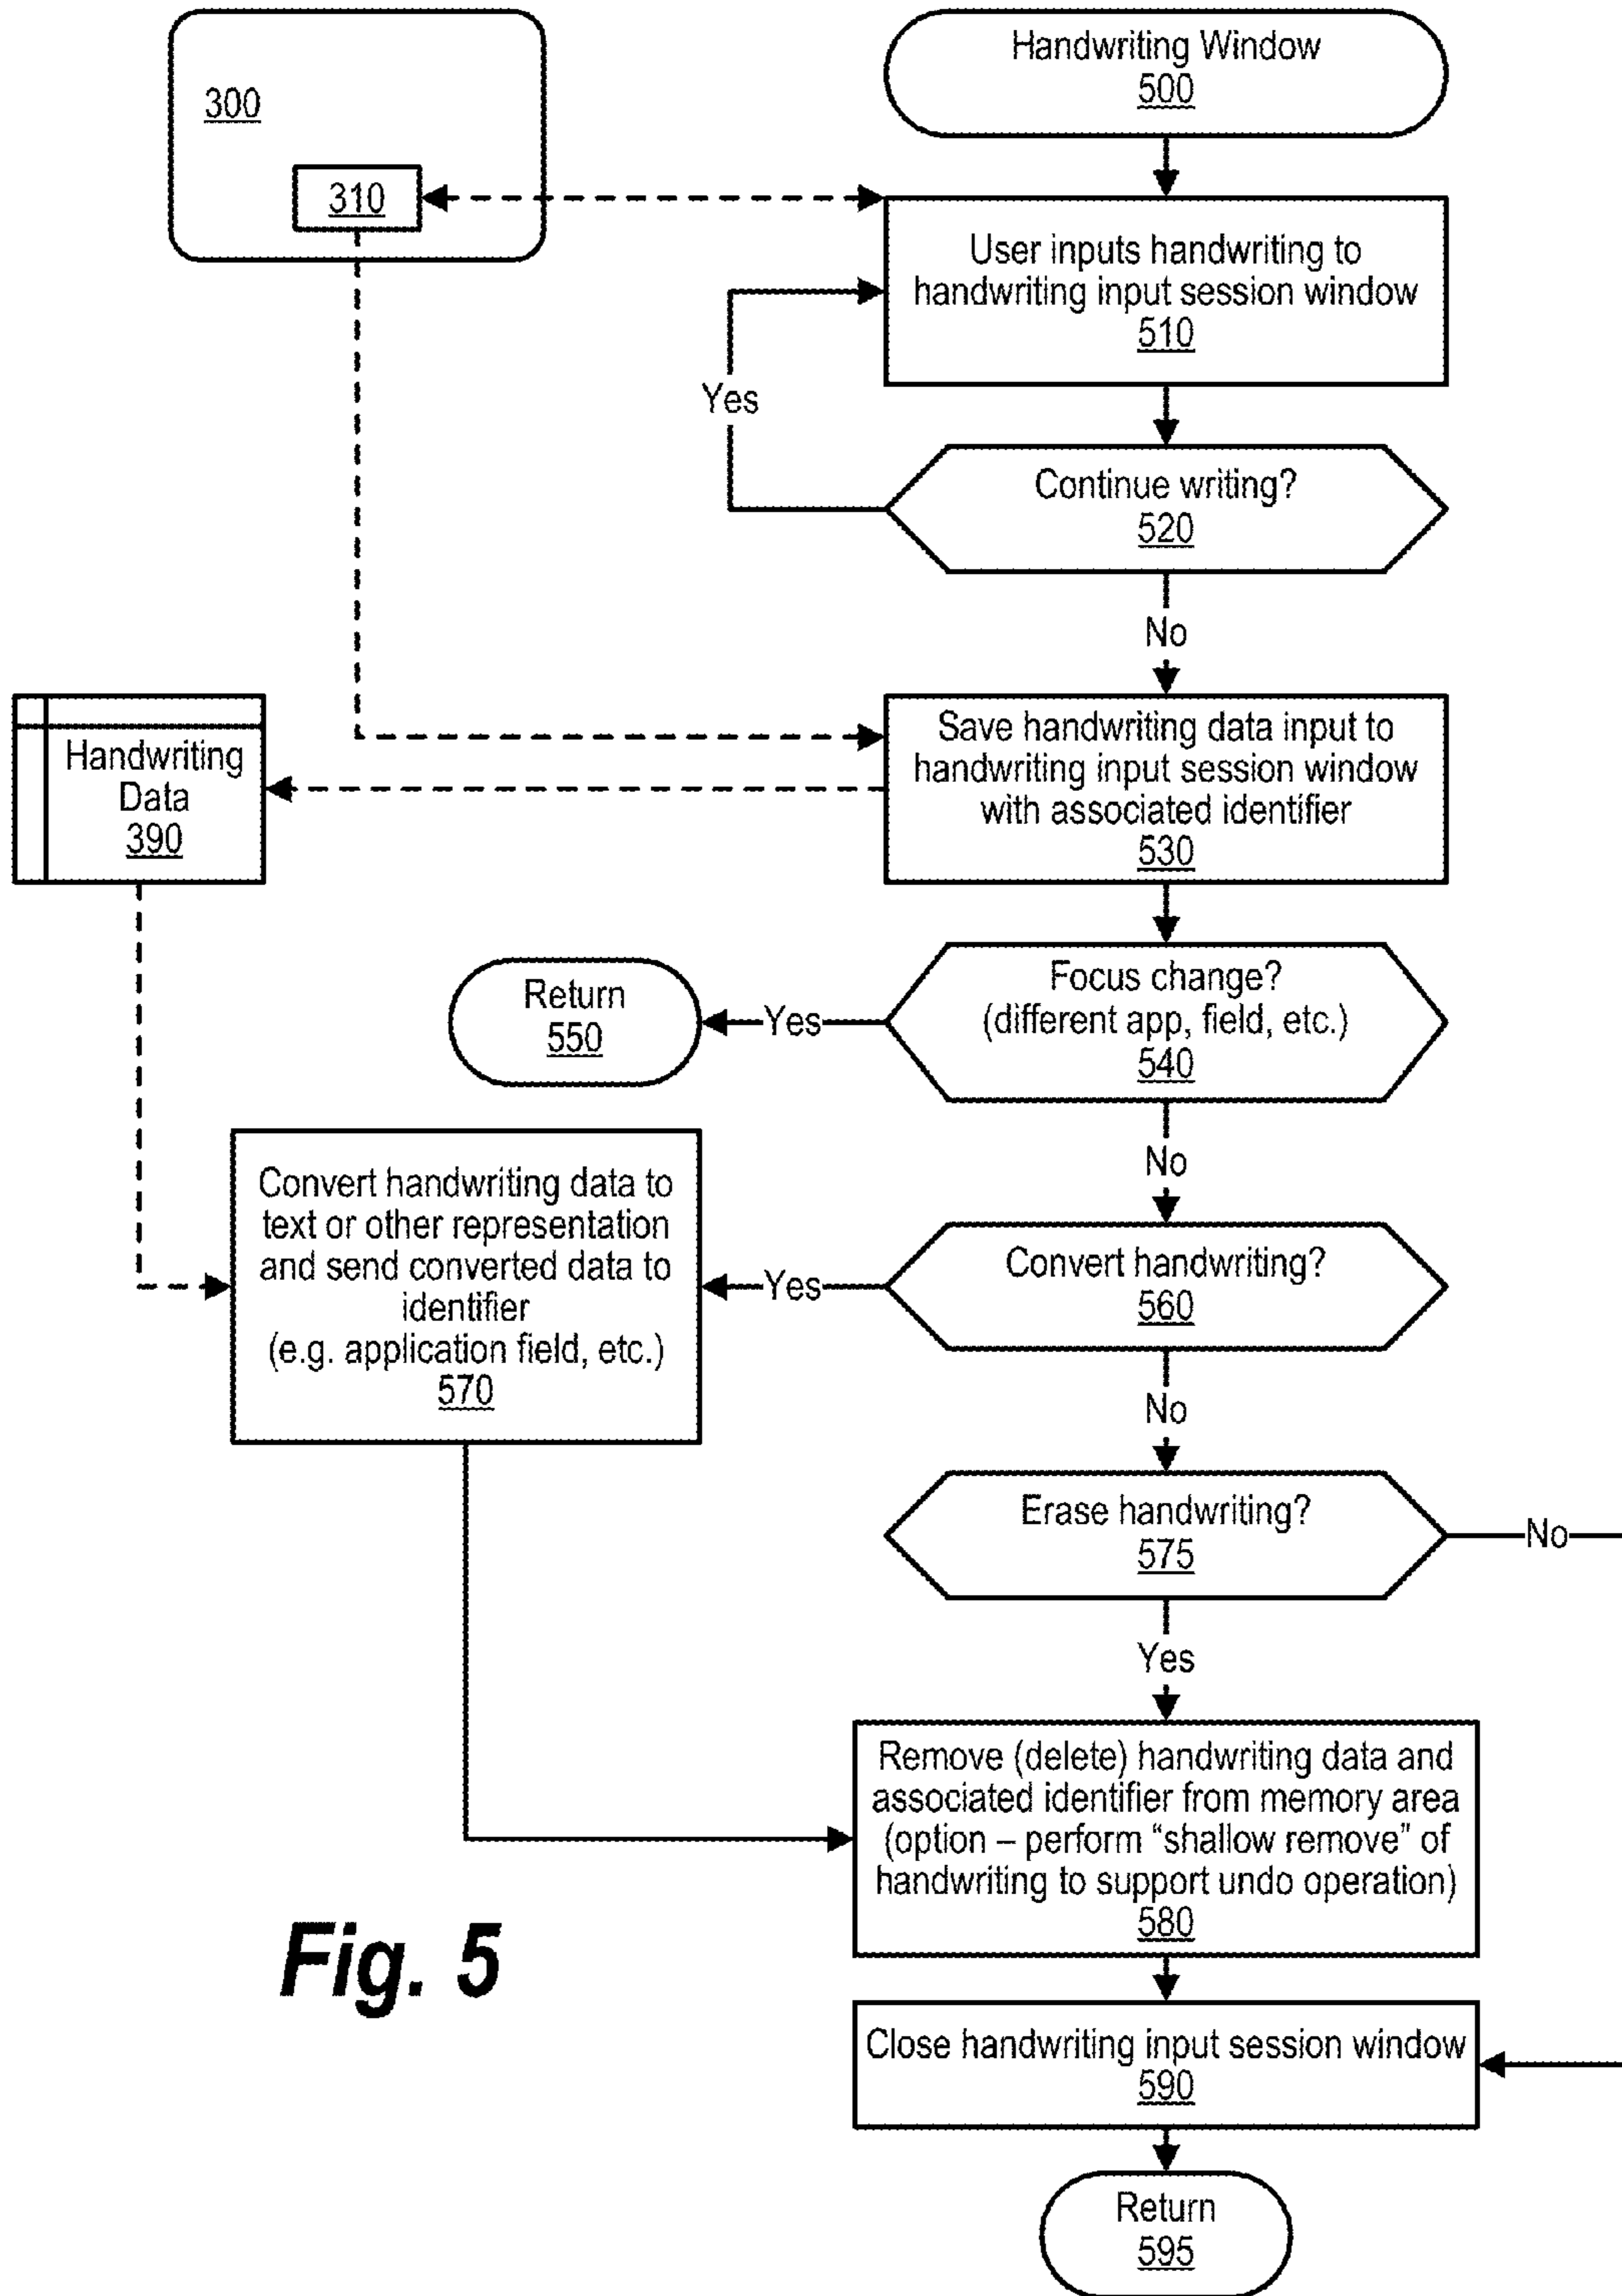 Handwriting Window
500
300
310
User inputs handwriting to
handwriting input session window
510
Yes
Continue writing?
520
No
Handwriting
Data
390
Save handwriting data input to
handwriting input session window
with associated identifier
530
Focus change?
(different app, field, etc.)
540
Yes
Return
550
No
Convert handwriting data to
text or other representation
and send converted data to
identifier
(e.g. application field, etc.)
570
Convert handwriting?
560
Yes
No
Erase handwriting?
575
No
Yes
Remove (delete) handwriting data and
associated identifier from memory area
(option – perform “shallow remove” of
handwriting to support undo operation)
580
Fig. 5
Close handwriting input session window
590
Return
595